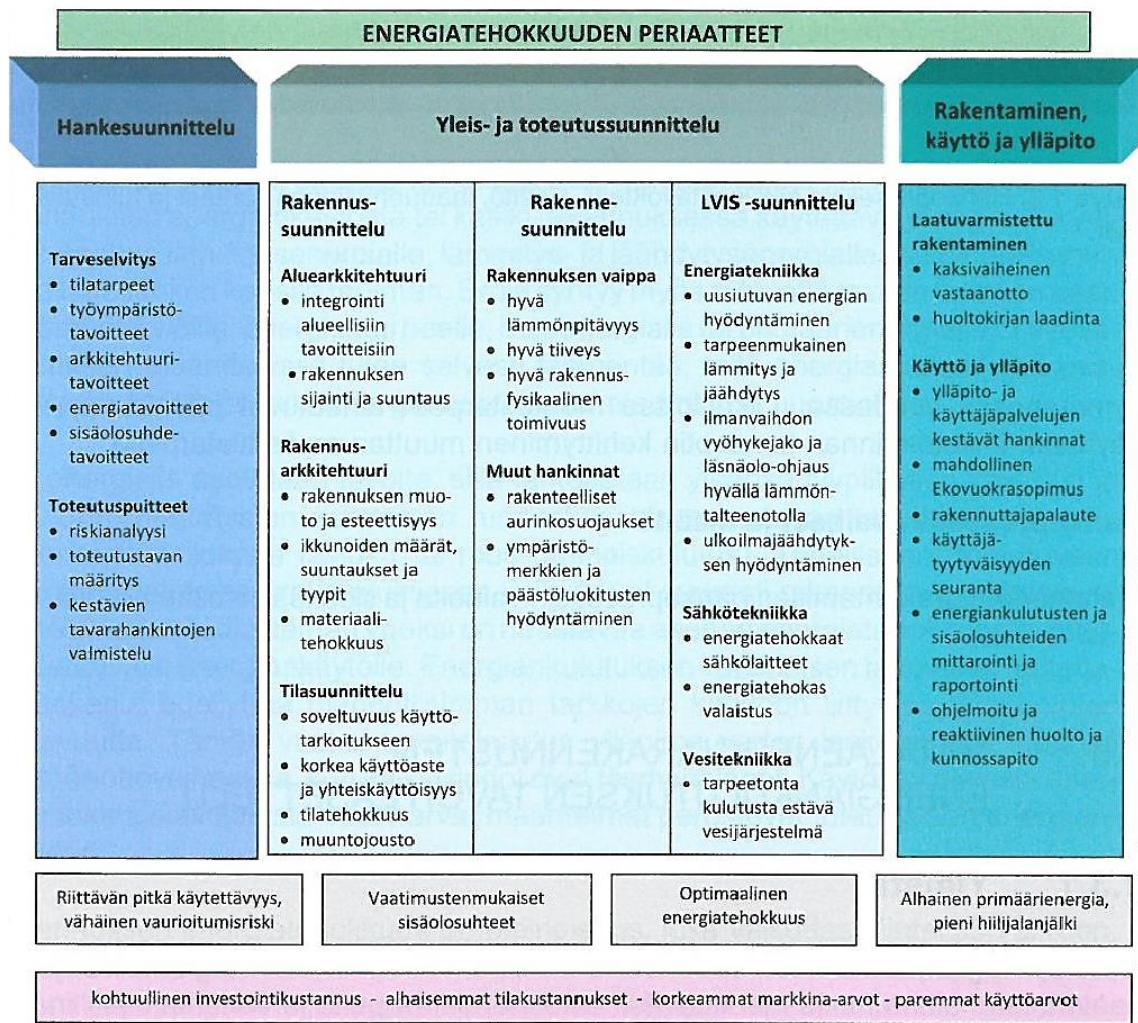 ENERGIATEHOKKUUDEN PERIAATTEET
Hankesuunnittelu
Yleis- ja toteutussuunnittelu
Rakentaminen,
käyttö ja ylläpito
Tarveselvitys
• tilatarpeet
• työympäristö-
tavoitteet
• arkkitehtuuri-
tavoitteet
• energiatavoitteet
• sisäolosuhde-
tavoitteet
Toteutuspuitteet
• riskianalyysi
• toteutustavan
määritys
• kestävien
tavarahankintojen
valmistelu
Rakennus-
suunnittelu
Aluearkkitehtuuri
• integrointi
alueellisiin
tavoitteisiin
• rakennuksen
sijainti ja suuntaus
Rakennus-
arkkitehtuuri
• rakennuksen muo-
to ja esteettisyys
• ikkunoiden määrät,
suuntaukset ja
tyypit
• materiaali-
tehokkuus
Tilasuunnittelu
• soveltuvuus käyttö-
tarkoitukseen
• korkea käyttöaste
ja yhteiskäyttöisyys
• tilatehokkuus
• muuntojousto
Rakenne-
suunnittelu
Rakennuksen vaippa
• hyvä
lämmönpitävyys
• hyvä tiiveys
• hyvä rakennus-
fysikaalinen
toimivuus
Muut hankinnat
• rakenteelliset
aurinkosuojaukset
• ympäristö-
merkkien ja
päästöluokitusten
hyödyntäminen
LVIS -suunnittelu
Energiatekniikka
• uusiutuvan energian
hyödyntäminen
• tarpeenmukainen
lämmitys ja
jäähdytys
• ilmanvaihdon
vyöhykejako ja
läsnäolo-ohjaus
hyvällä lämmön-
talteenotolla
• ulkoilmajäähdytyk-
sen hyödyntäminen
Sähkötekniikka
• energiatehokkaat
sähkölaitteet
• energiatehokas
valaistus
Vesitekniikka
• tarpeetonta
kulutusta estävä
vesijärjestelmä
Laatuvarmistettu
rakentaminen
• kaksivaiheinen
vastaanotto
• huoltokirjan laadinta
Käyttö ja ylläpito
• ylläpito- ja
käyttäjäpalvelujen
kestävät hankinnat
• mahdollinen
Ekovuokrasopimus
• rakennuttajapalaute
• käyttäjä-
tyytyväisyyden
seuranta
• energiankulutusten ja
sisäolosuhteiden
mittarointi ja
raportointi
• ohjelmoitu ja
reaktiivinen huolto ja
kunnossapito
Riittävän pitkä käytettävyys,
vähäinen vaurioitumisriski
Vaatimustenmukaiset
sisäolosuhteet
Optimaalinen
energiatehokkuus
Alhainen primäärienergia,
pieni hiilijalanjälki
kohtuullinen investointikustannus - alhaisemmat tilakustannukset - korkeammat markkina-arvot - paremmat käyttöarvot